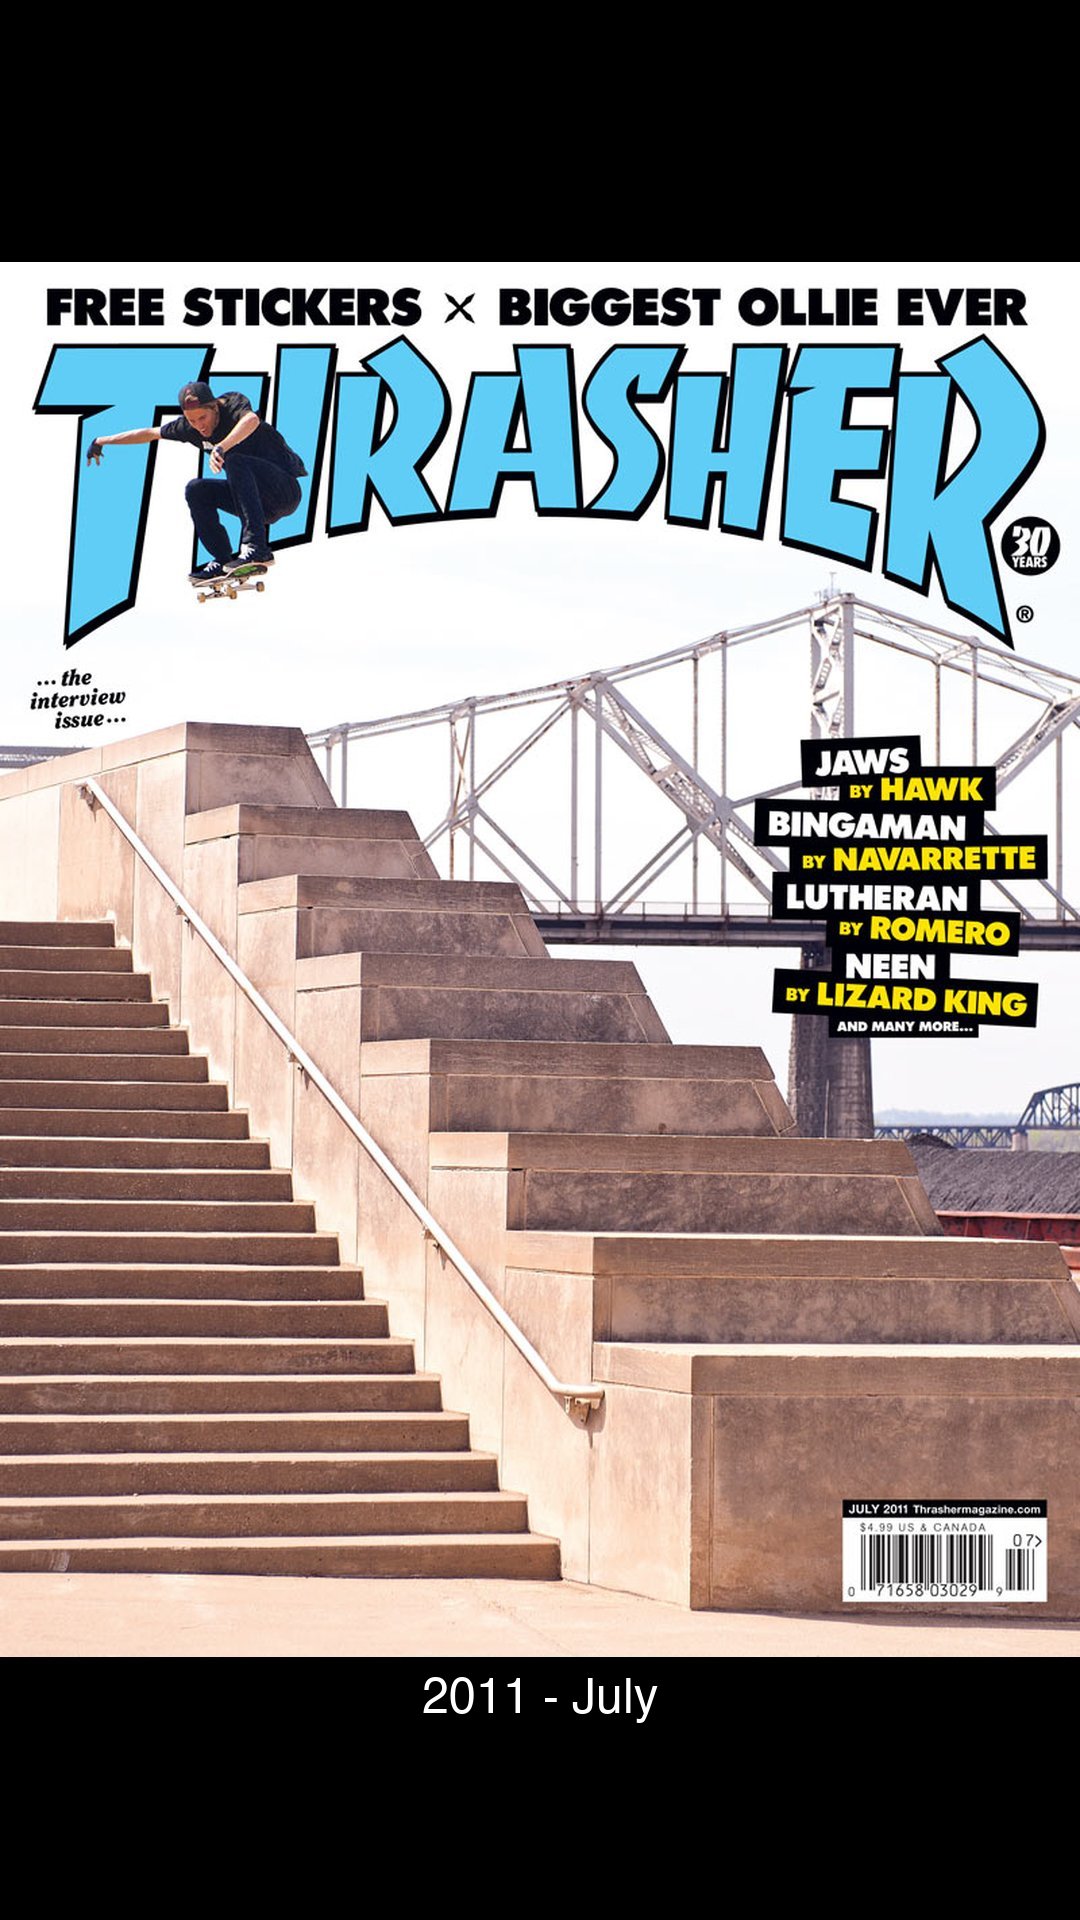 FREE STICKERS × BIGGEST OLLIE EVER
THRASHER
'30
YEARS
®
...the
interview
issue...
JAWS
BY HAWK
BINGAMAN
BY NAVARRETTE
LUTHERAN
BY ROMERO
NEEN
BY LIZARD KING
AND MANY MORE...
JULY 2011 Thrashermagazine.com
$4.99 US & CANADA
07>
0 71658 03029 9
2011 - July